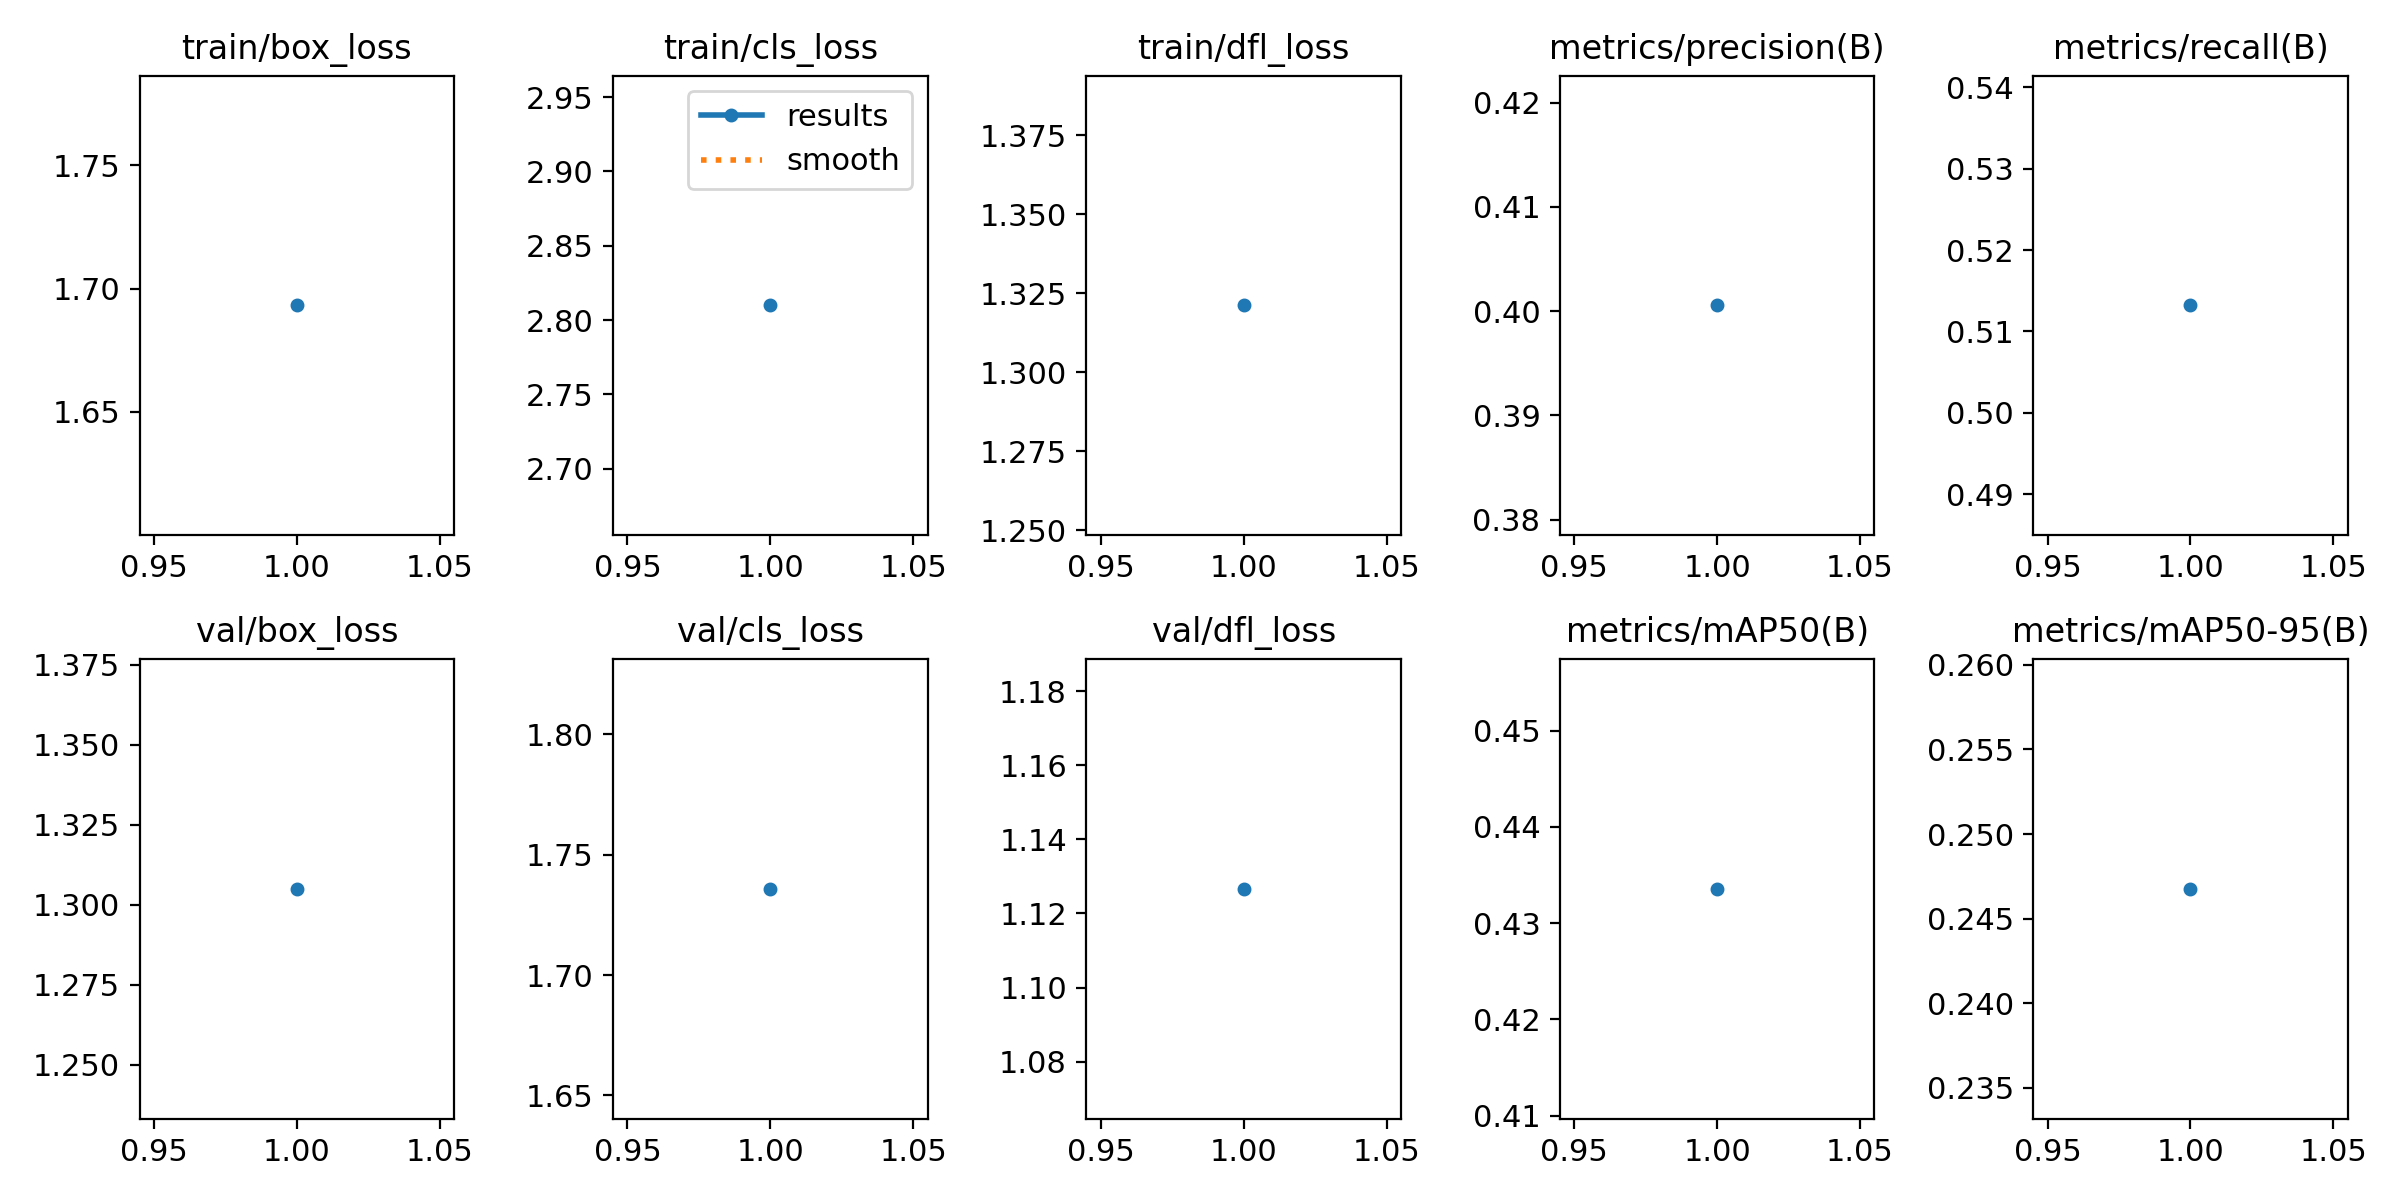 train/box_loss
1.75
1.70
1.65
0.95 1.00 1.05
train/cls_loss
results
smooth
2.95
2.90
2.85
2.80
2.75
2.70
0.95 1.00 1.05
train/dfl_loss
1.375
1.350
1.325
1.300
1.275
1.250
0.95 1.00 1.05
metrics/precision(B)
0.42
0.41
0.40
0.39
0.38
0.95 1.00 1.05
metrics/recall(B)
0.54
0.53
0.52
0.51
0.50
0.49
0.95 1.00 1.05
val/box_loss
1.375
1.350
1.325
1.300
1.275
1.250
0.95 1.00 1.05
val/cls_loss
1.80
1.75
1.70
1.65
0.95 1.00 1.05
val/dfl_loss
1.18
1.16
1.14
1.12
1.10
1.08
0.95 1.00 1.05
metrics/mAP50(B)
0.45
0.44
0.43
0.42
0.41
0.95 1.00 1.05
metrics/mAP50-95(B)
0.260
0.255
0.250
0.245
0.240
0.235
0.95 1.00 1.05